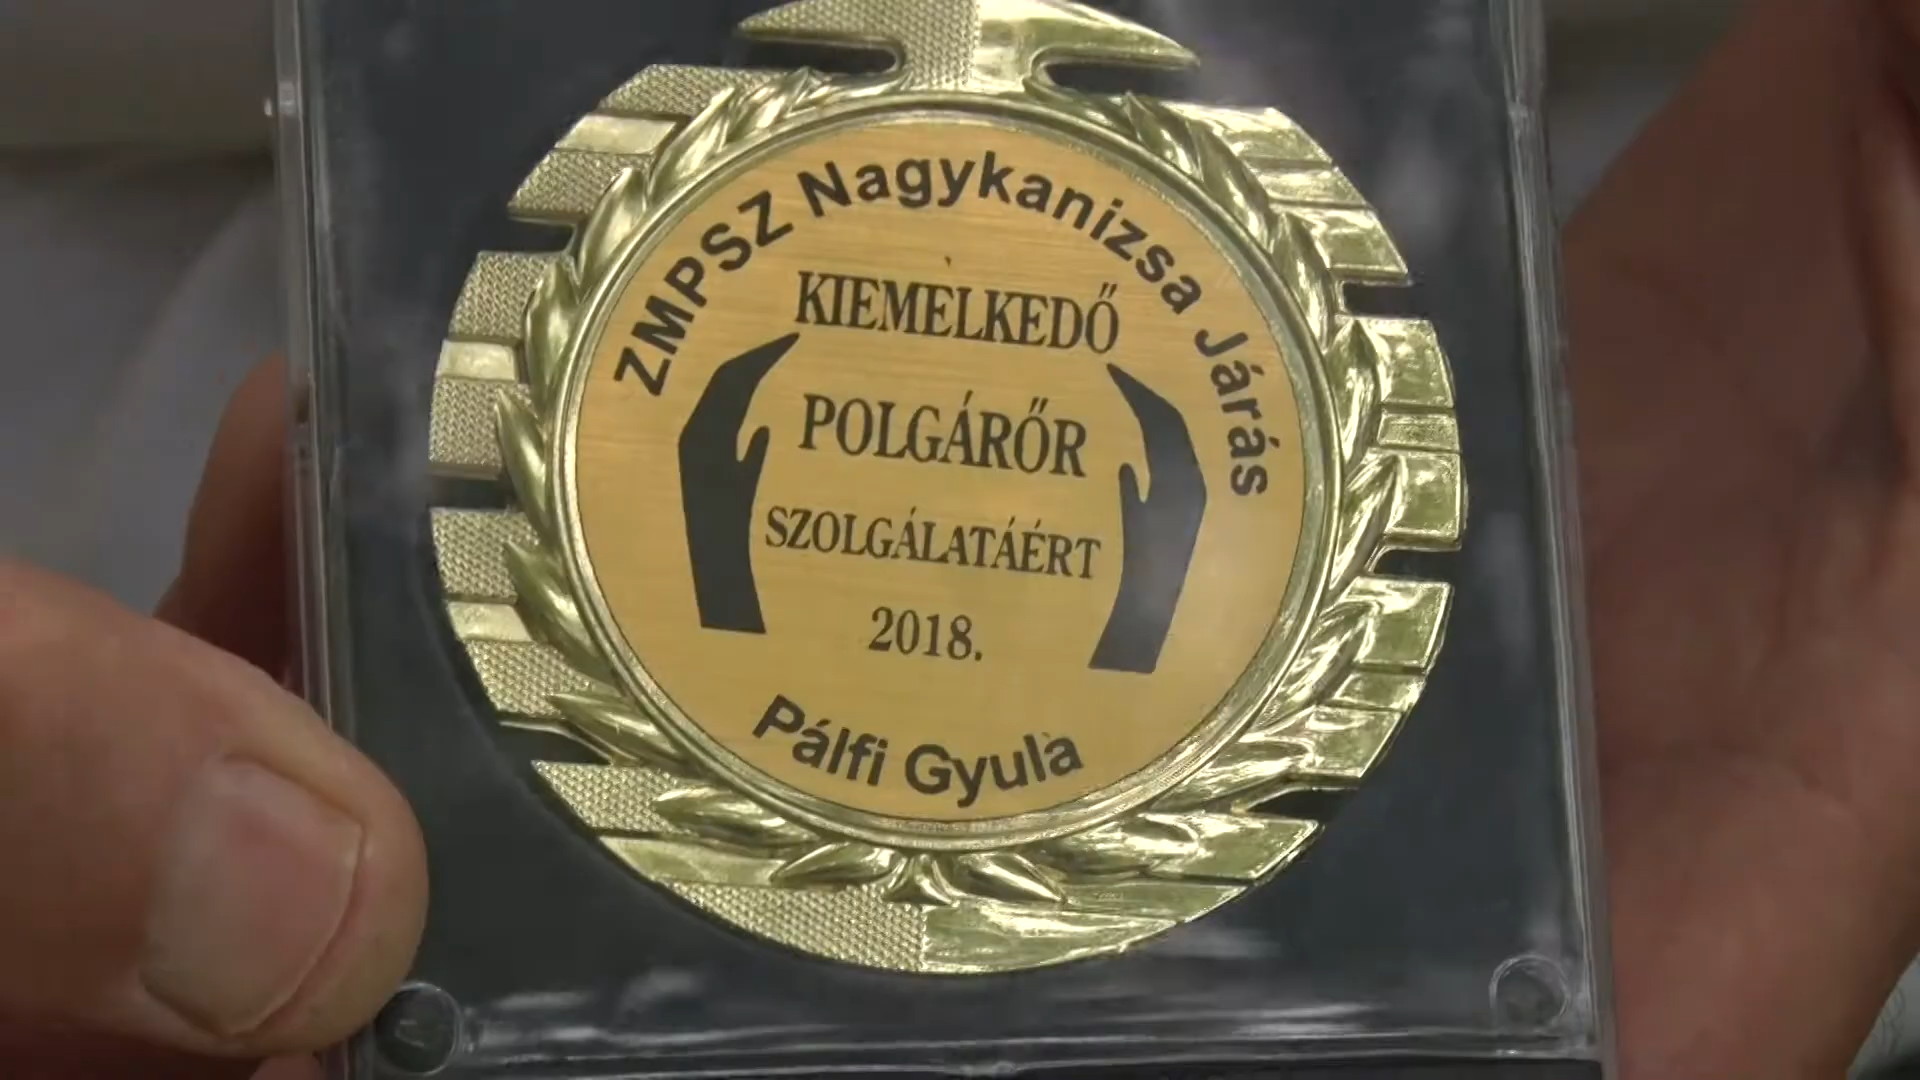 ZMPSZ Nagykanizsa Járás
KIEMELKEDŐ
POLGÁRŐR
SZOLGÁLATÁÉRT
2018.
Pálfi Gyula